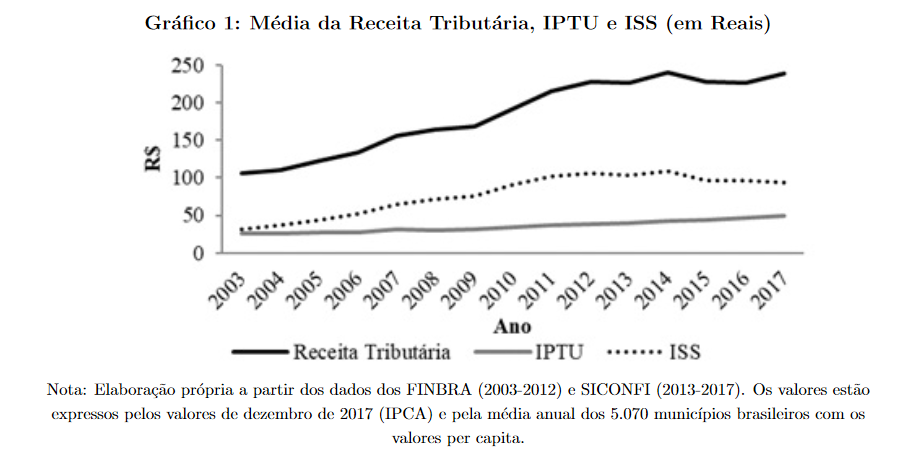 Gráfico 1: Média da Receita Tributária, IPTU e ISS (em Reais)
250
200
150
100
50
0
R$
2003 2004 2005 2006 2007 2008 2009 2010 2011 2012 2013 2014 2015 2016 2017
Ano
Receita Tributária IPTU ISS
Nota: Elaboração própria a partir dos dados dos FINBRA (2003-2012) e SICONFI (2013-2017). Os valores estão
expressos pelos valores de dezembro de 2017 (IPCA) e pela média anual dos 5.070 municípios brasileiros com os
valores per capita.